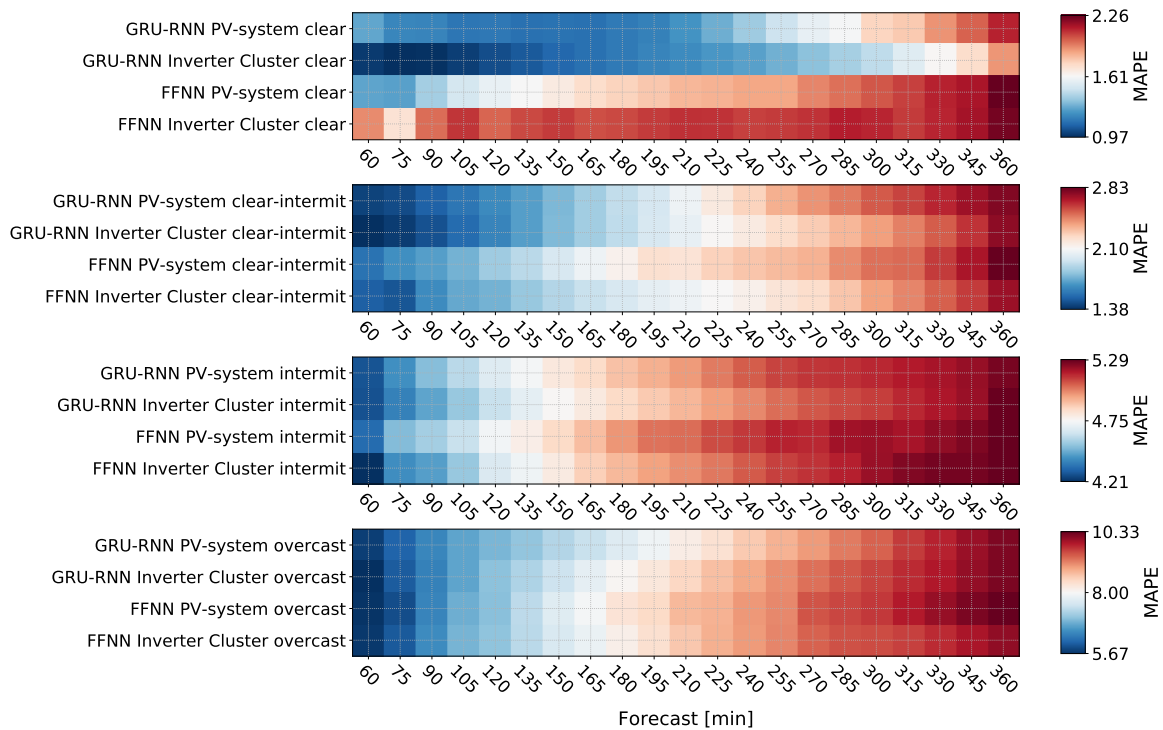 GRU-RNN PV-system clear
GRU-RNN Inverter Cluster clear
FFNN PV-system clear
FFNN Inverter Cluster clear
60 75 90 105 120 135 150 165 180 195 210 225 240 255 270 285 300 315 330 345 360
2.26
1.61
0.97
MAPE
GRU-RNN PV-system clear-intermit
GRU-RNN Inverter Cluster clear-intermit
FFNN PV-system clear-intermit
FFNN Inverter Cluster clear-intermit
60 75 90 105 120 135 150 165 180 195 210 225 240 255 270 285 300 315 330 345 360
2.83
2.10
1.38
MAPE
GRU-RNN PV-system intermit
GRU-RNN Inverter Cluster intermit
FFNN PV-system intermit
FFNN Inverter Cluster intermit
60 75 90 105 120 135 150 165 180 195 210 225 240 255 270 285 300 315 330 345 360
5.29
4.75
4.21
MAPE
GRU-RNN PV-system overcast
GRU-RNN Inverter Cluster overcast
FFNN PV-system overcast
FFNN Inverter Cluster overcast
60 75 90 105 120 135 150 165 180 195 210 225 240 255 270 285 300 315 330 345 360
10.33
8.00
5.67
MAPE
Forecast [min]